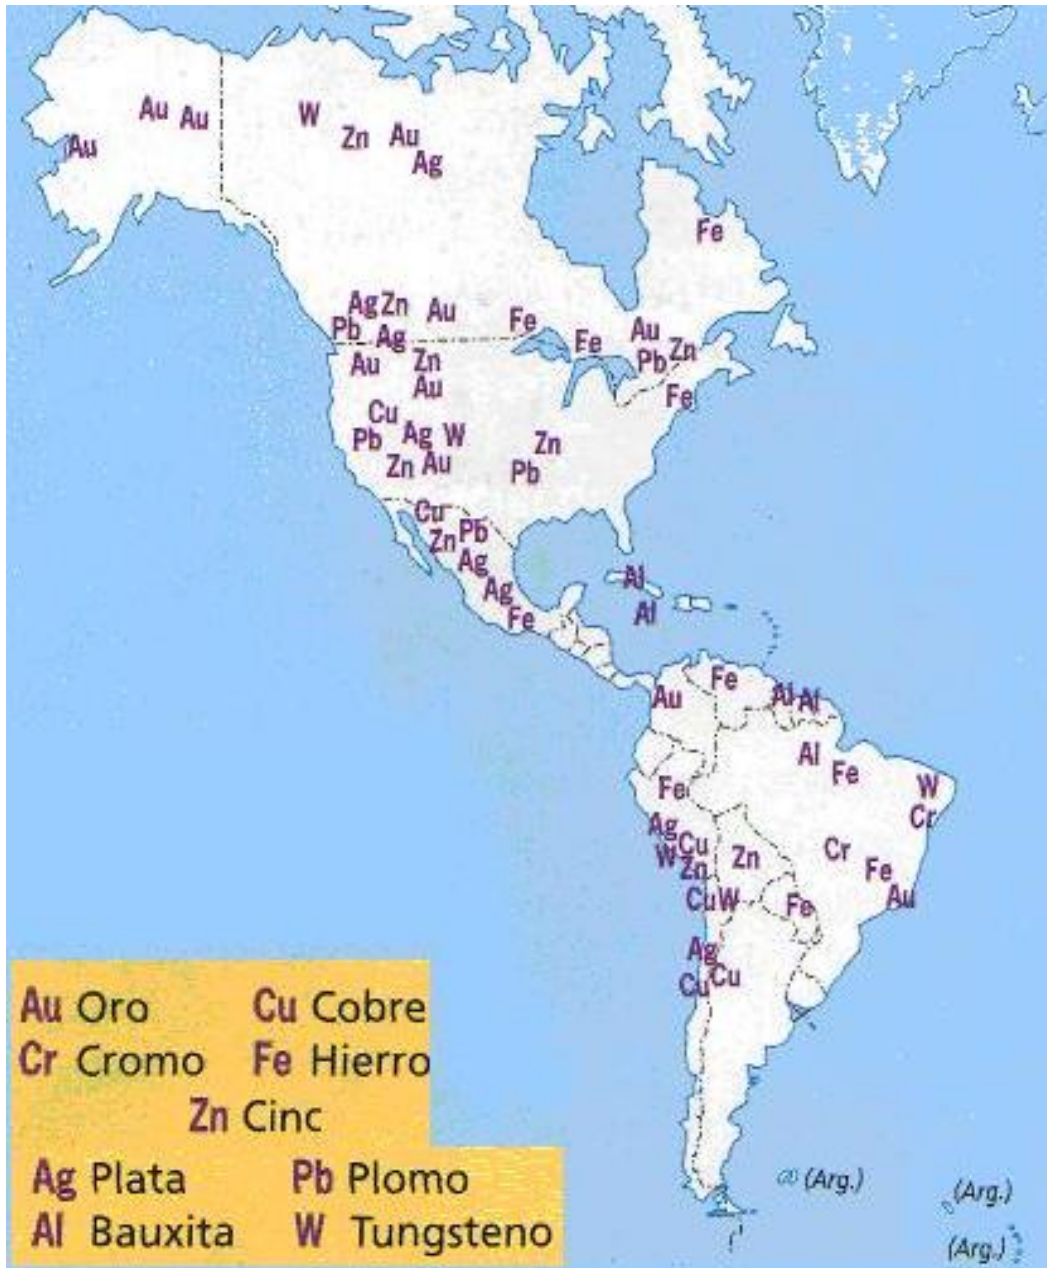 Au Au W Zn Au
Au Ag
Fe
Ag Zn Au Fe Au
Pb Ag Fe Pb Zn
Au Zn
Au Fe
Cu
Pb Ag W Zn
Zn Au Pb
Cu
Zn Pb
Ag
Ag
Fe
Al
Al
Au Fe Al Al
Al Fe
Fe W
Cr
Ag Cu
W Zn Zn Cr Fe
Cu W Fe Au
Ag
Cu Cu
Au Oro Cu Cobre
Cr Cromo Fe Hierro
Zn Cinc
Ag Plata Pb Plomo
Al Bauxita W Tungsteno
(Arg.) (Arg.)
(Arg.)